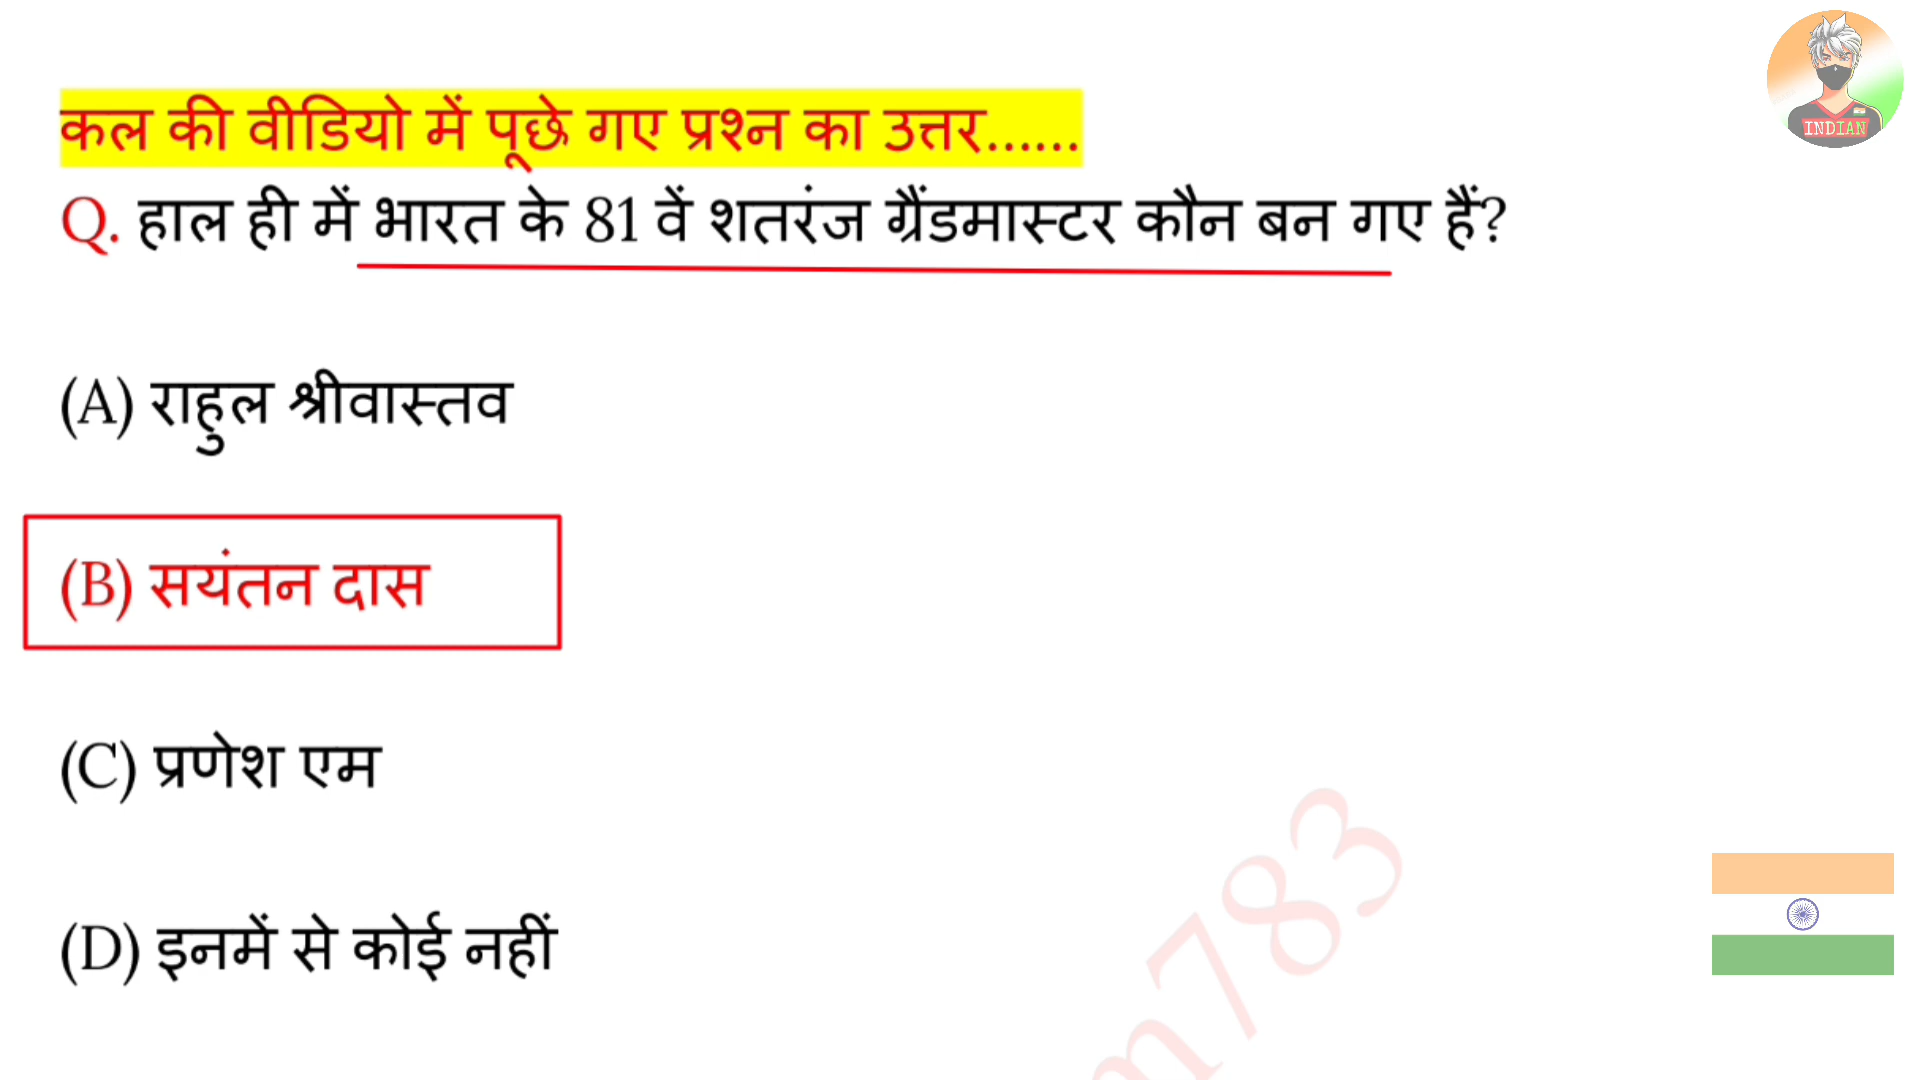 कल की वीडियो में पूछे गए प्रश्न का उत्तर......
Q. हाल ही में भारत के 81 वें शतरंज ग्रैंडमास्टर कौन बन गए हैं?
(A) राहुल श्रीवास्तव
(B) सयंतन दास
(C) प्रणेश एम
(D) इनमें से कोई नहीं
m783
INDIAN